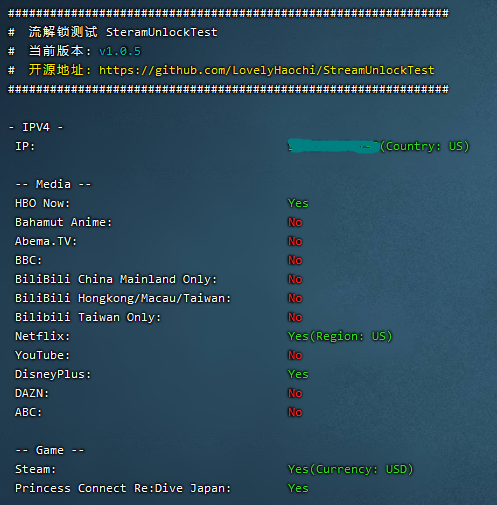 ###############################################################
#  流解锁测试 SteramUnlockTest
#  当前版本: v1.0.5
#  开源地址: https://github.com/LovelyHaochi/StreamUnlockTest
###############################################################
- IPV4 -
IP: (Country: US)
-- Media --
HBO Now: Yes
Bahamut Anime: No
Abema.TV: No
BBC: No
BiliBili China Mainland Only: No
BiliBili Hongkong/Macau/Taiwan: No
Bilibili Taiwan Only: No
Netflix: Yes(Region: US)
YouTube: No
DisneyPlus: Yes
DAZN: No
ABC: No
-- Game --
Steam: Yes(Currency: USD)
Princess Connect Re:Dive Japan: Yes